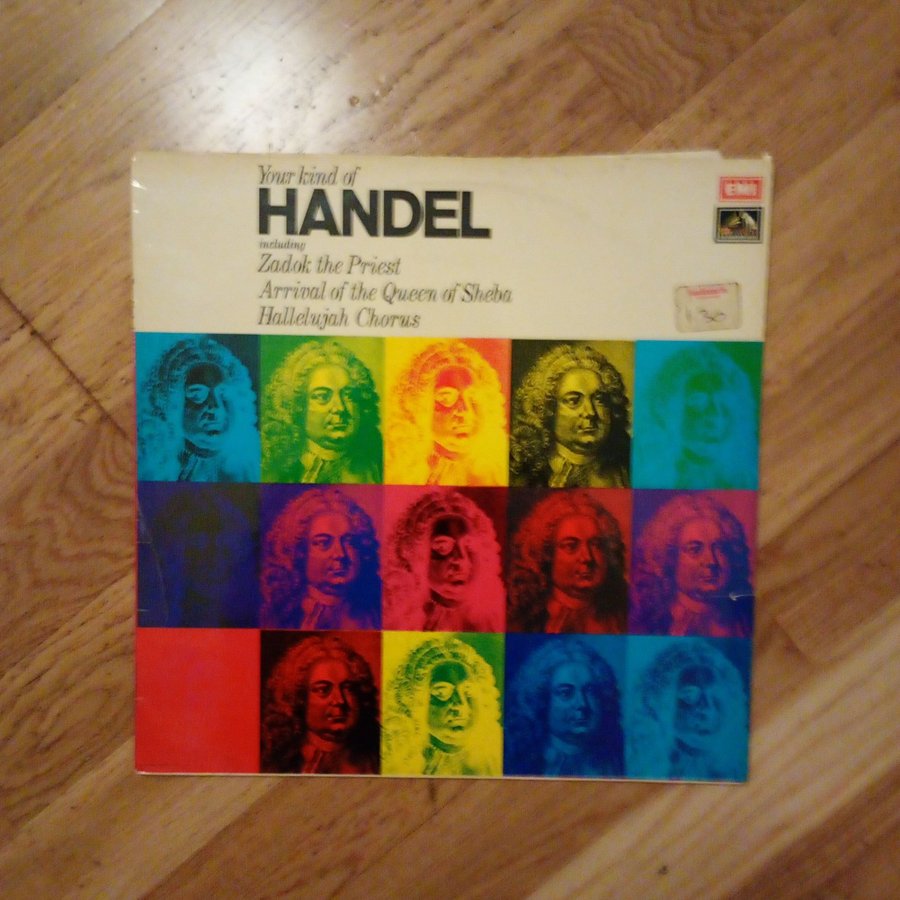 Your kind of
HANDEL
including
Zadok the Priest
Arrival of the Queen of Sheba
Hallelujah Chorus
EMI